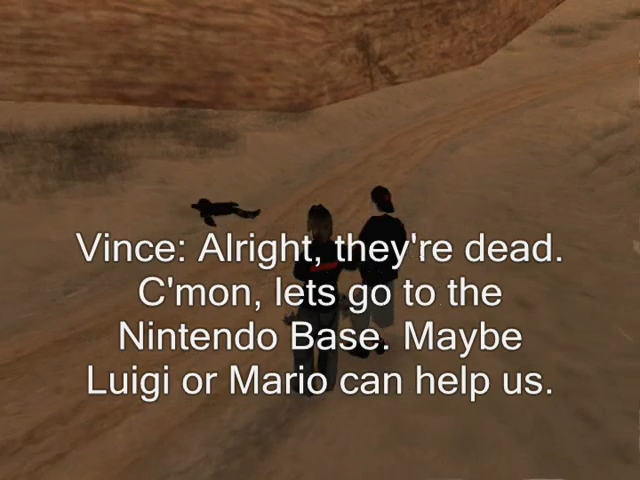 Vince: Alright, they're dead.
C'mon, lets go to the
Nintendo Base. Maybe
Luigi or Mario can help us.